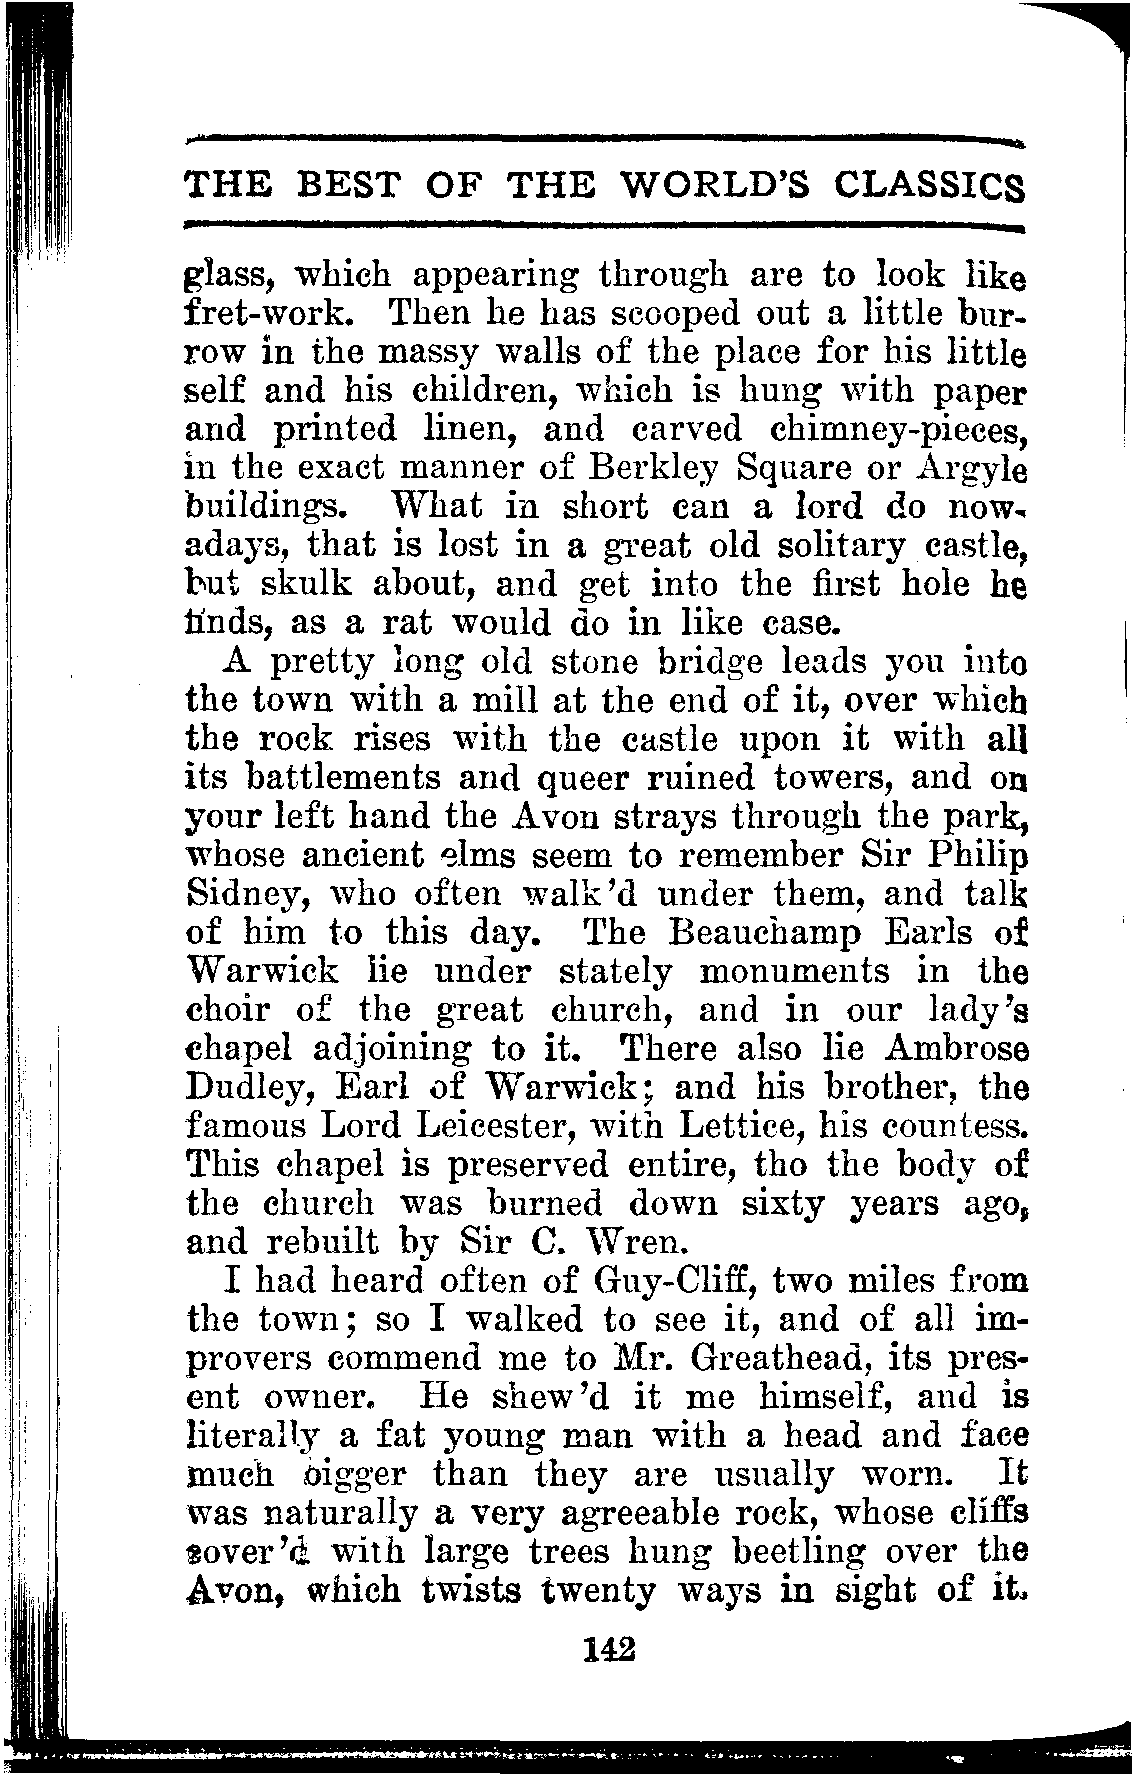 THE BEST OF THE WORLD'S CLASSICS
glass, which appearing through are to look like
fret-work. Then he has scooped out a little bur-
row in the massy walls of the place for his little
self and his children, which is hung with paper
and printed linen, and carved chimney-pieces,
in the exact manner of Berkley Square or Argyle
buildings. What in short can a lord do now-
adays, that is lost in a great old solitary castle,
but skulk about, and get into the first hole he
finds, as a rat would do in like case.
A pretty long old stone bridge leads you into
the town with a mill at the end of it, over which
the rock rises with the castle upon it with all
its battlements and queer ruined towers, and on
your left hand the Avon strays through the park,
whose ancient elms seem to remember Sir Philip
Sidney, who often walk'd under them, and talk
of him to this day. The Beauchamp Earls of
Warwick lie under stately monuments in the
choir of the great church, and in our lady's
chapel adjoining to it. There also lie Ambrose
Dudley, Earl of Warwick; and his brother, the
famous Lord Leicester, with Lettice, his countess.
This chapel is preserved entire, tho the body of
the church was burned down sixty years ago,
and rebuilt by Sir C. Wren.
I had heard often of Guy-Cliff, two miles from
the town; so I walked to see it, and of all im-
provers commend me to Mr. Greathead, its pres-
ent owner. He shew'd it me himself, and is
literally a fat young man with a head and face
much bigger than they are usually worn. It
was naturally a very agreeable rock, whose cliffs
cover'd with large trees hung beetling over the
Avon, which twists twenty ways in sight of it.
142